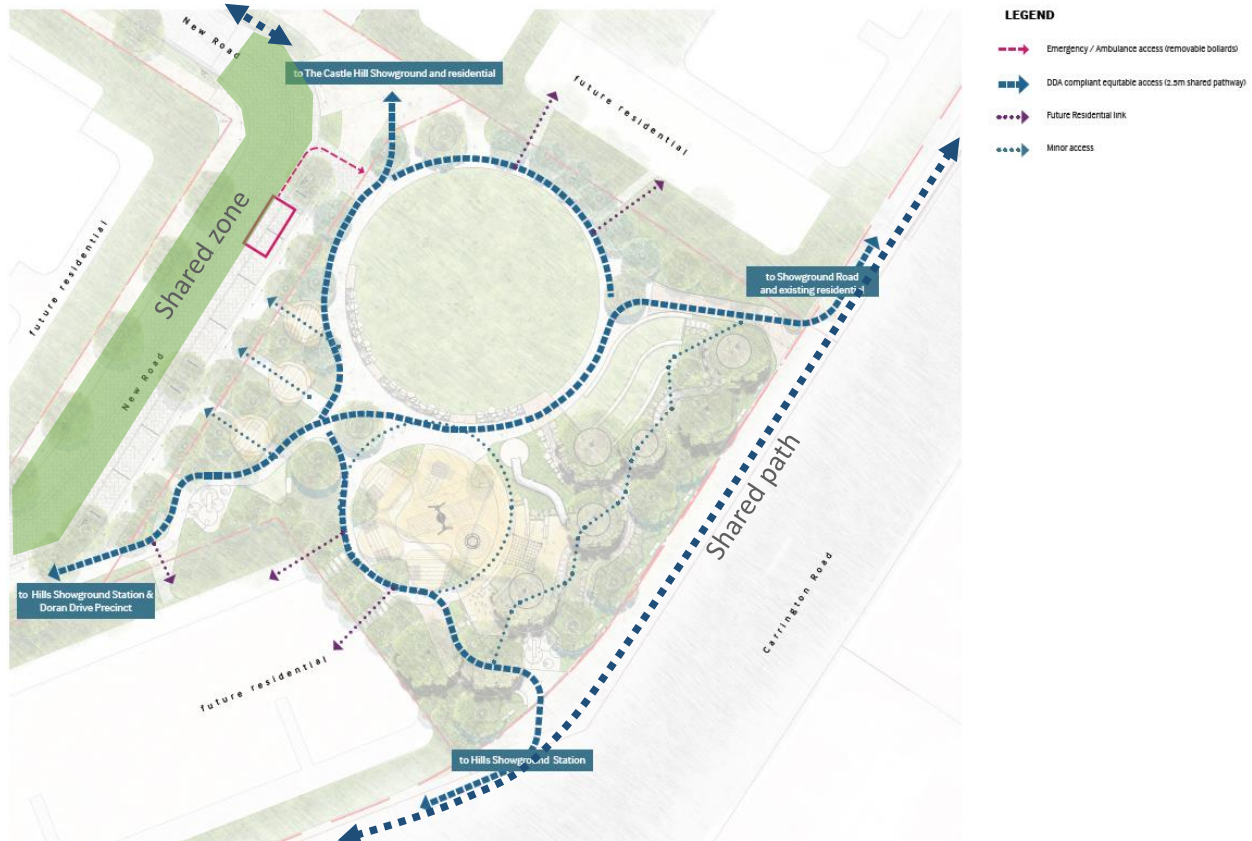 LEGEND
Emergency / Ambulance access (removable bollards)
DDA compliant equitable access (2.5m shared pathway)
Future Residential link
Minor access
New Road
to The Castle Hill Showground and residential
future residential
future residential
Shared zone
New Road
to Showground Road
and existing residential
Shared path
Carrington Road
to Hills Showground Station &
Doran Drive Precinct
future residential
to Hills Showground Station